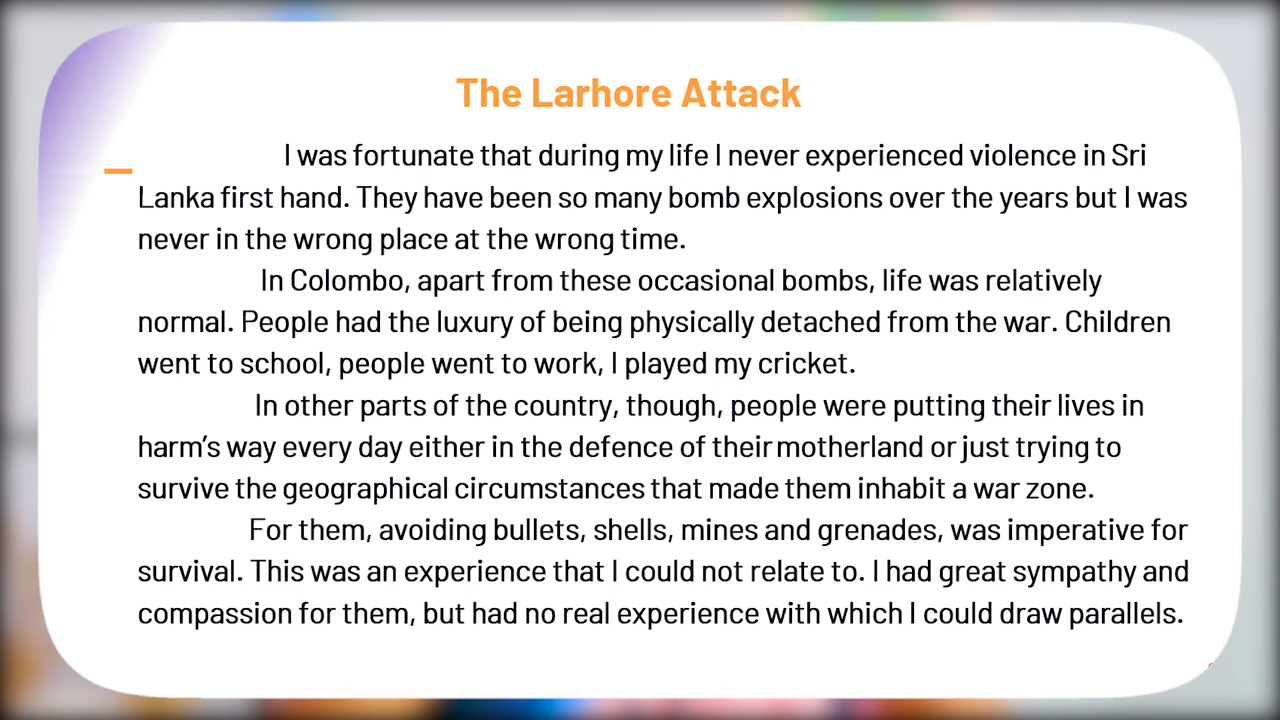 The Larhore Attack
I was fortunate that during my life I never experienced violence in Sri
Lanka first hand. They have been so many bomb explosions over the years but I was
never in the wrong place at the wrong time.
In Colombo, apart from these occasional bombs, life was relatively
normal. People had the luxury of being physically detached from the war. Children
went to school, people went to work, I played my cricket.
In other parts of the country, though, people were putting their lives in
harm’s way every day either in the defence of their motherland or just trying to
survive the geographical circumstances that made them inhabit a war zone.
For them, avoiding bullets, shells, mines and grenades, was imperative for
survival. This was an experience that I could not relate to. I had great sympathy and
compassion for them, but had no real experience with which I could draw parallels.